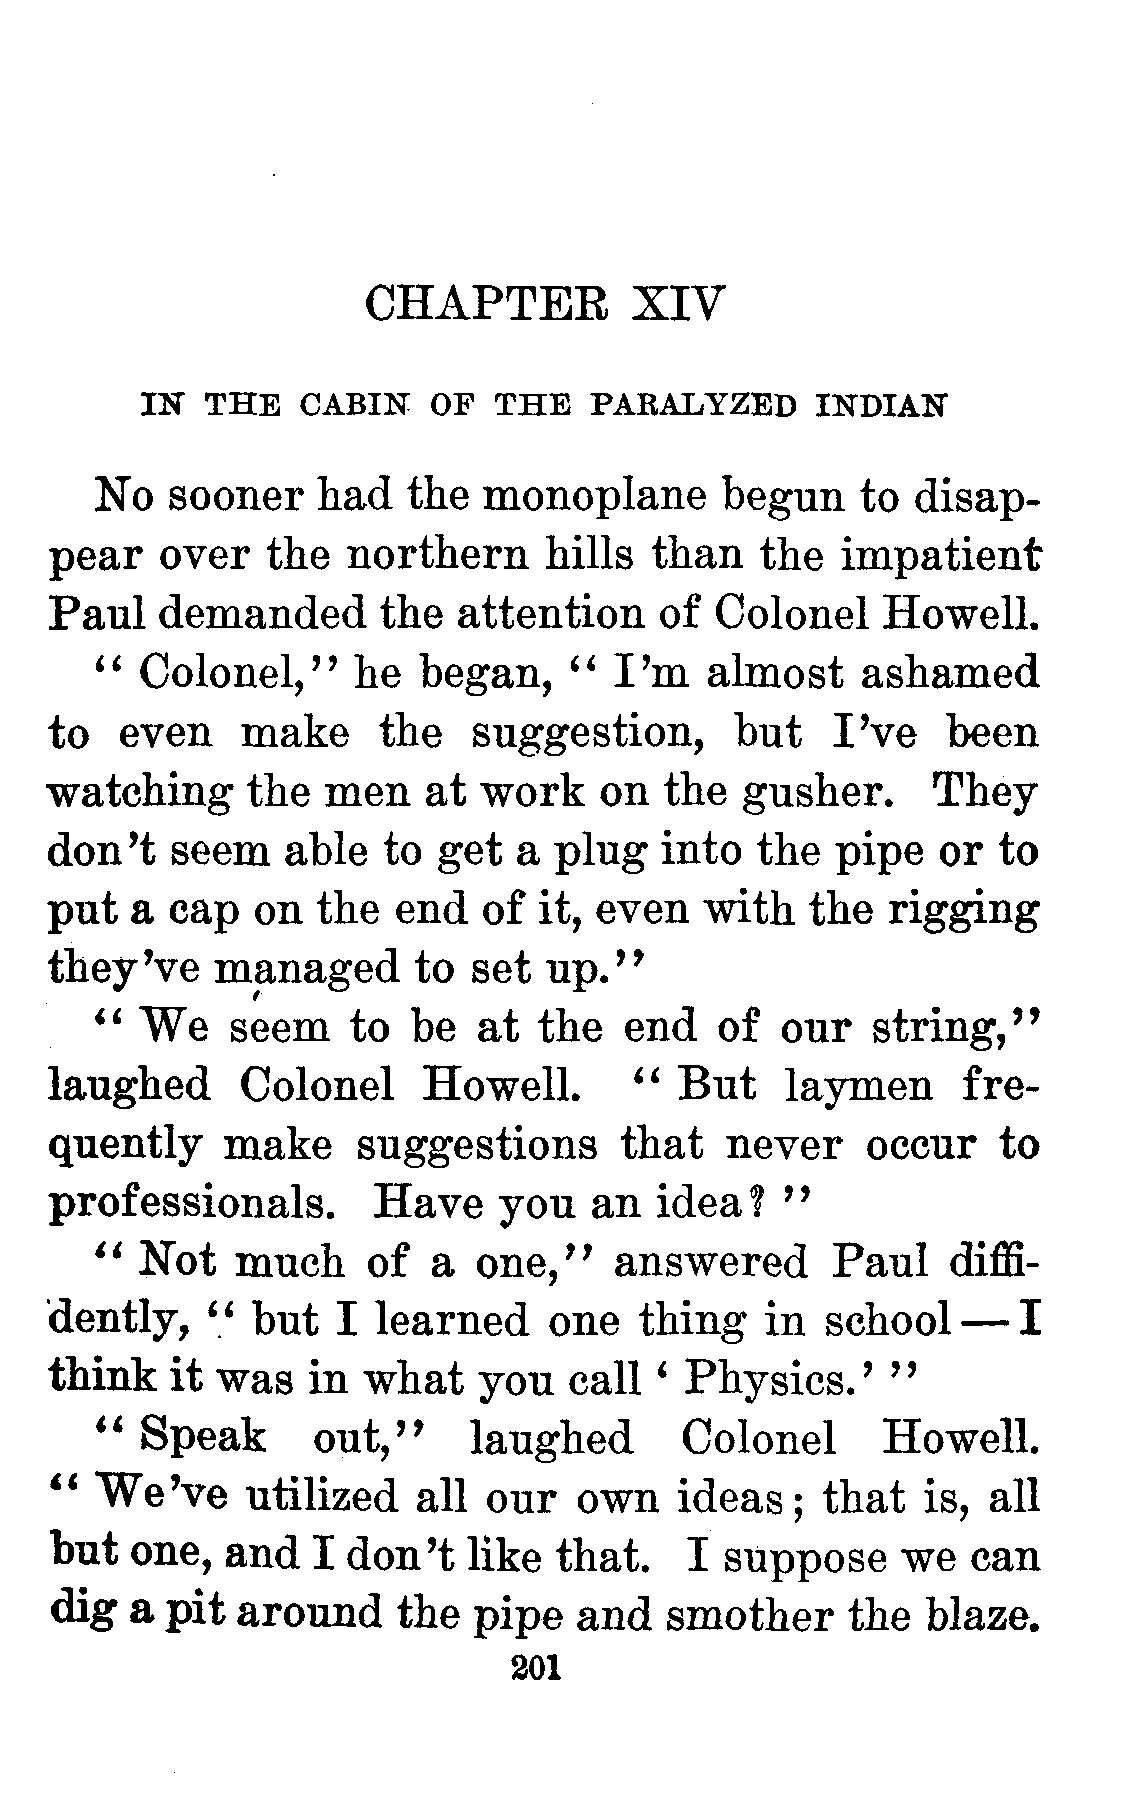 CHAPTER XIV
IN THE CABIN OF THE PARALYZED INDIAN
No sooner had the monoplane begun to disap-
pear over the northern hills than the impatient
Paul demanded the attention of Colonel Howell.
“ Colonel,” he began, “ I’m almost ashamed
to even make the suggestion, but I’ve been
watching the men at work on the gusher. They
don’t seem able to get a plug into the pipe or to
put a cap on the end of it, even with the rigging
they’ve managed to set up.”
“ We seem to be at the end of our string,”
laughed Colonel Howell. “ But laymen fre-
quently make suggestions that never occur to
professionals. Have you an idea? ”
“ Not much of a one,” answered Paul diffi-
dently, “ but I learned one thing in school — I
think it was in what you call ‘ Physics.’ ”
“ Speak out,” laughed Colonel Howell.
“ We’ve utilized all our own ideas; that is, all
but one, and I don’t like that. I suppose we can
dig a pit around the pipe and smother the blaze.
201